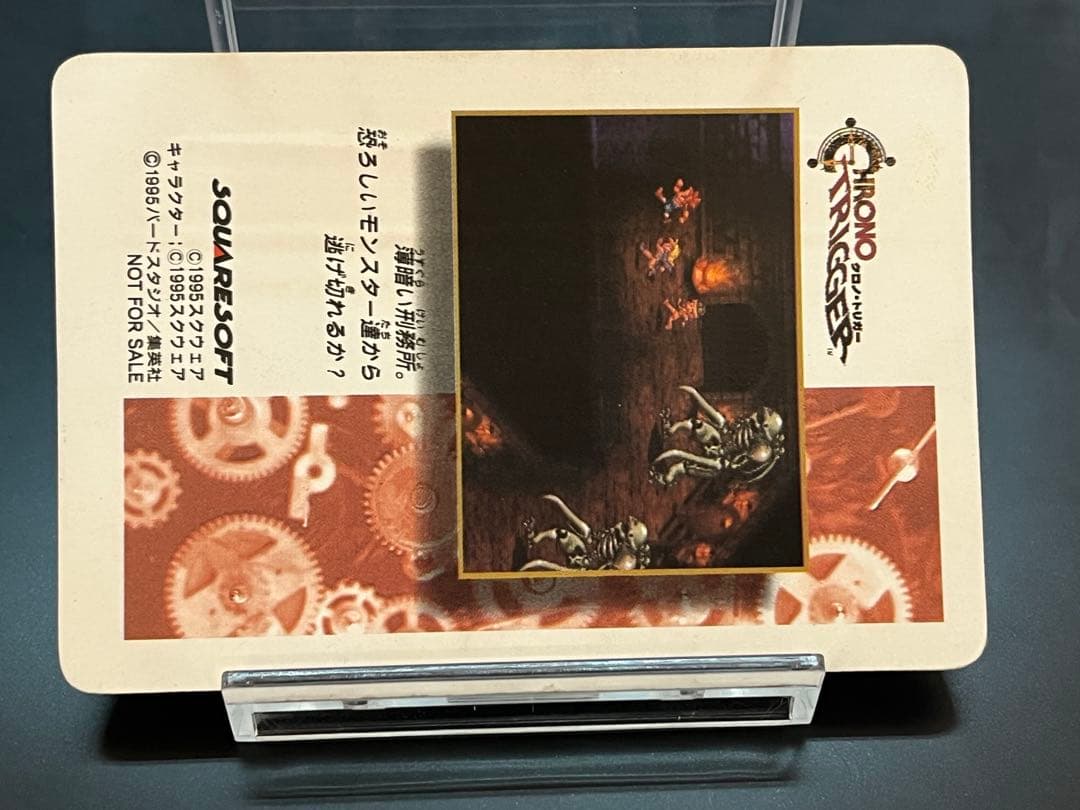 CHRONO TRIGGER
クロノ・トリガー
TM
薄暗い刑務所。
恐ろしいモンスター達から
逃げ切れるか?
SQUARESOFT
©1995スクウェア
キャラクター;©1995スクウェア
©1995バードスタジオ/集英社
NOT FOR SALE